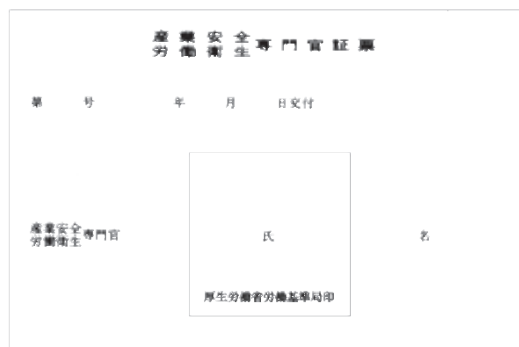 産業安全
労働衛生専門官証票
第 号 年 月 日交付
産業安全
労働衛生専門官 氏 名
厚生労働省労働基準局印